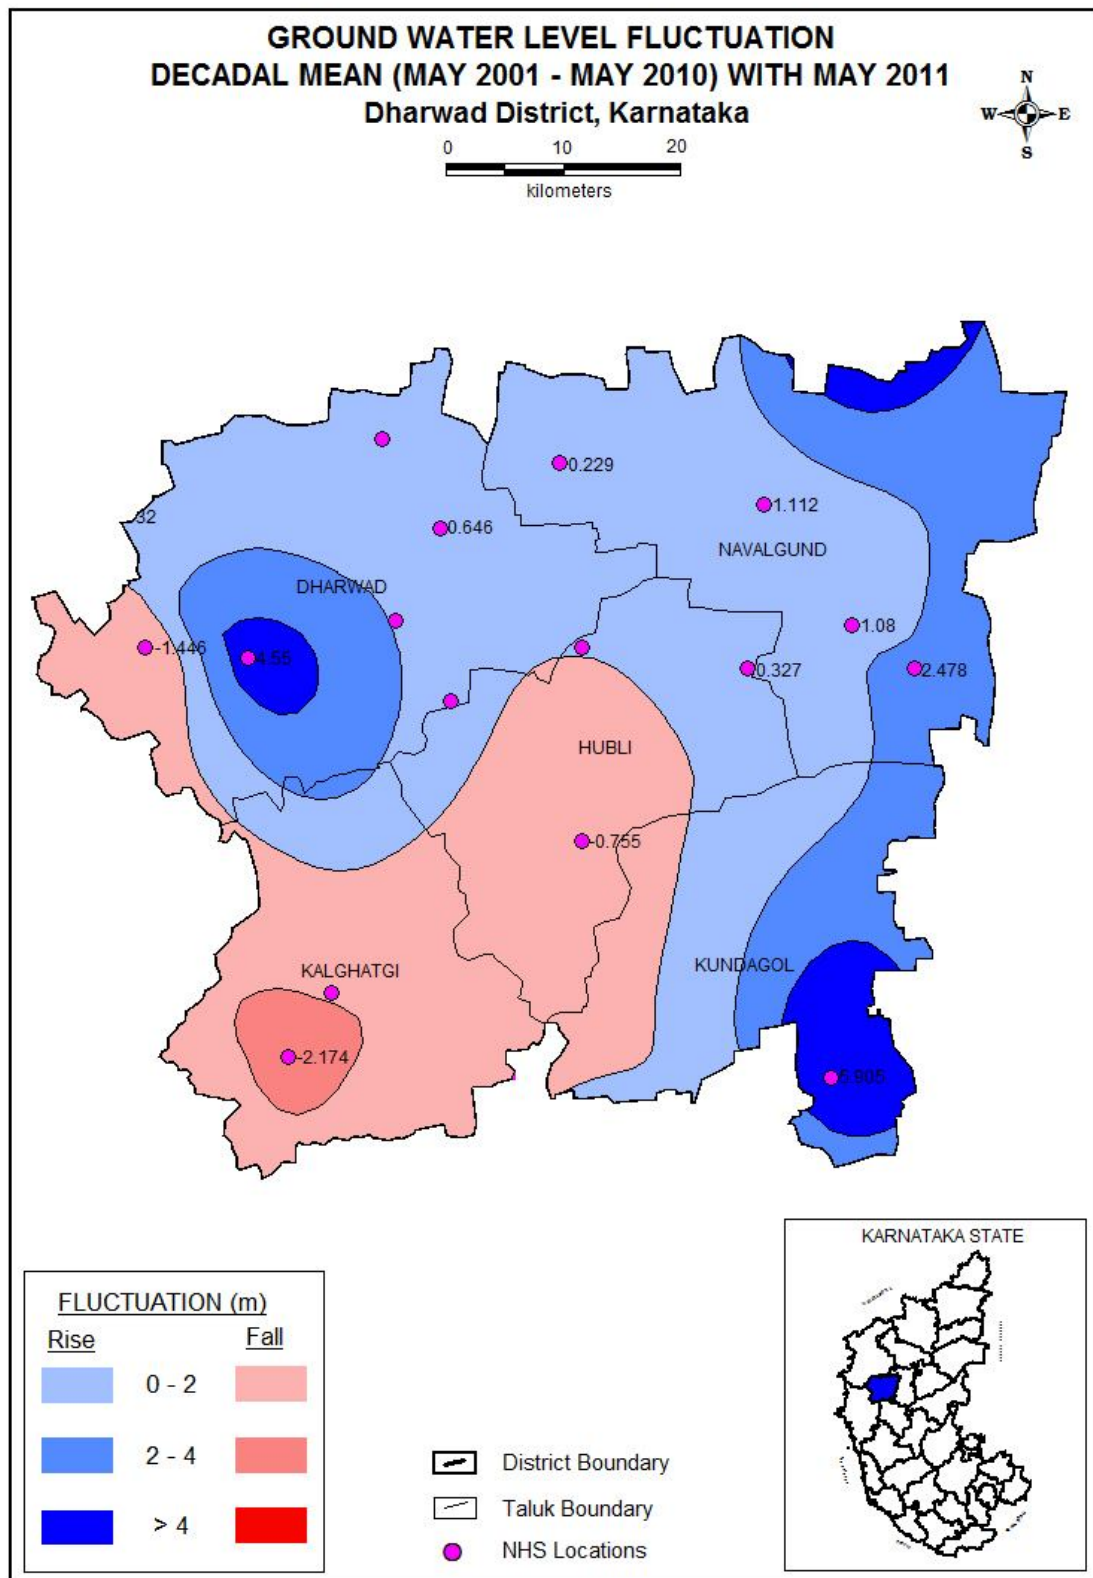 GROUND WATER LEVEL FLUCTUATION
DECADAL MEAN (MAY 2001 - MAY 2010) WITH MAY 2011
Dharwad District, Karnataka
N
W E
S
0 10 20
kilometers
0.229
1.112
32
0.646
NAVALGUND
DHARWAD
1.08
-1.446
4.55
0.327
2.478
HUBLI
-0.755
KUNDAGOL
KALGHATGI
-2.174
5.905
KARNATAKA STATE
FLUCTUATION (m)
Rise Fall
0 - 2
2 - 4
> 4
District Boundary
Taluk Boundary
NHS Locations